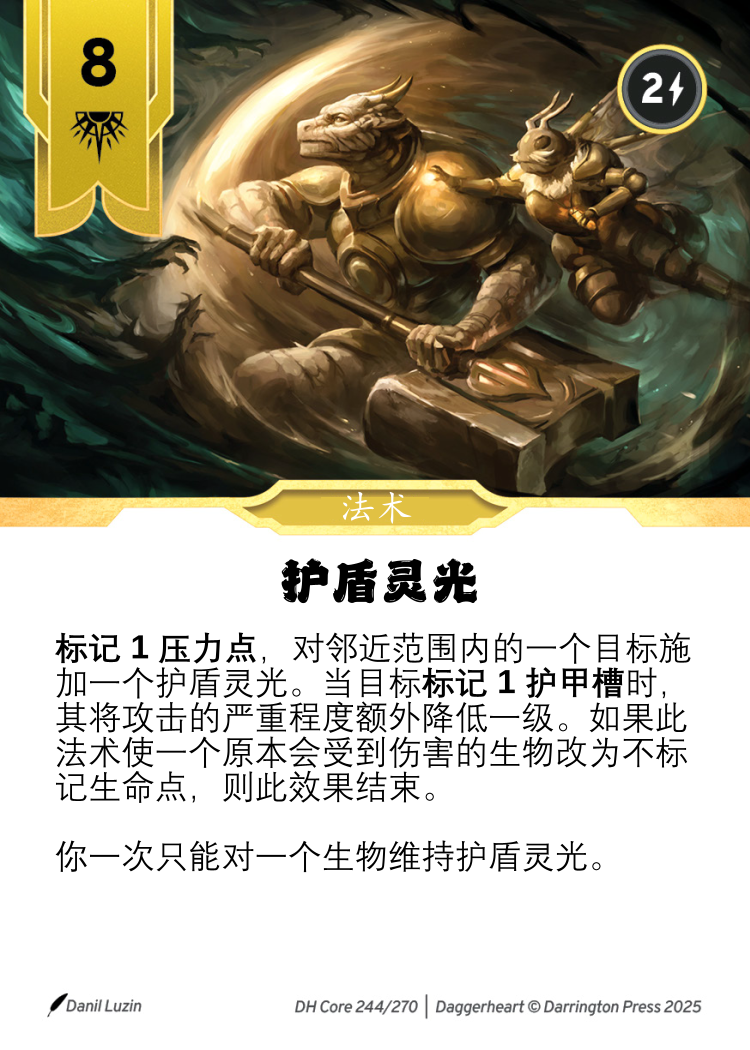 8
2
法术
护盾灵光
标记 1 压力点，对邻近范围内的一个目标施
加一个护盾灵光。当目标标记 1 护甲槽时，
其将攻击的严重程度额外降低一级。如果此
法术使一个原本会受到伤害的生物改为不标
记生命点，则此效果结束。
你一次只能对一个生物维持护盾灵光。
Danil Luzin
DH Core 244/270 | Daggerheart © Darrington Press 2025